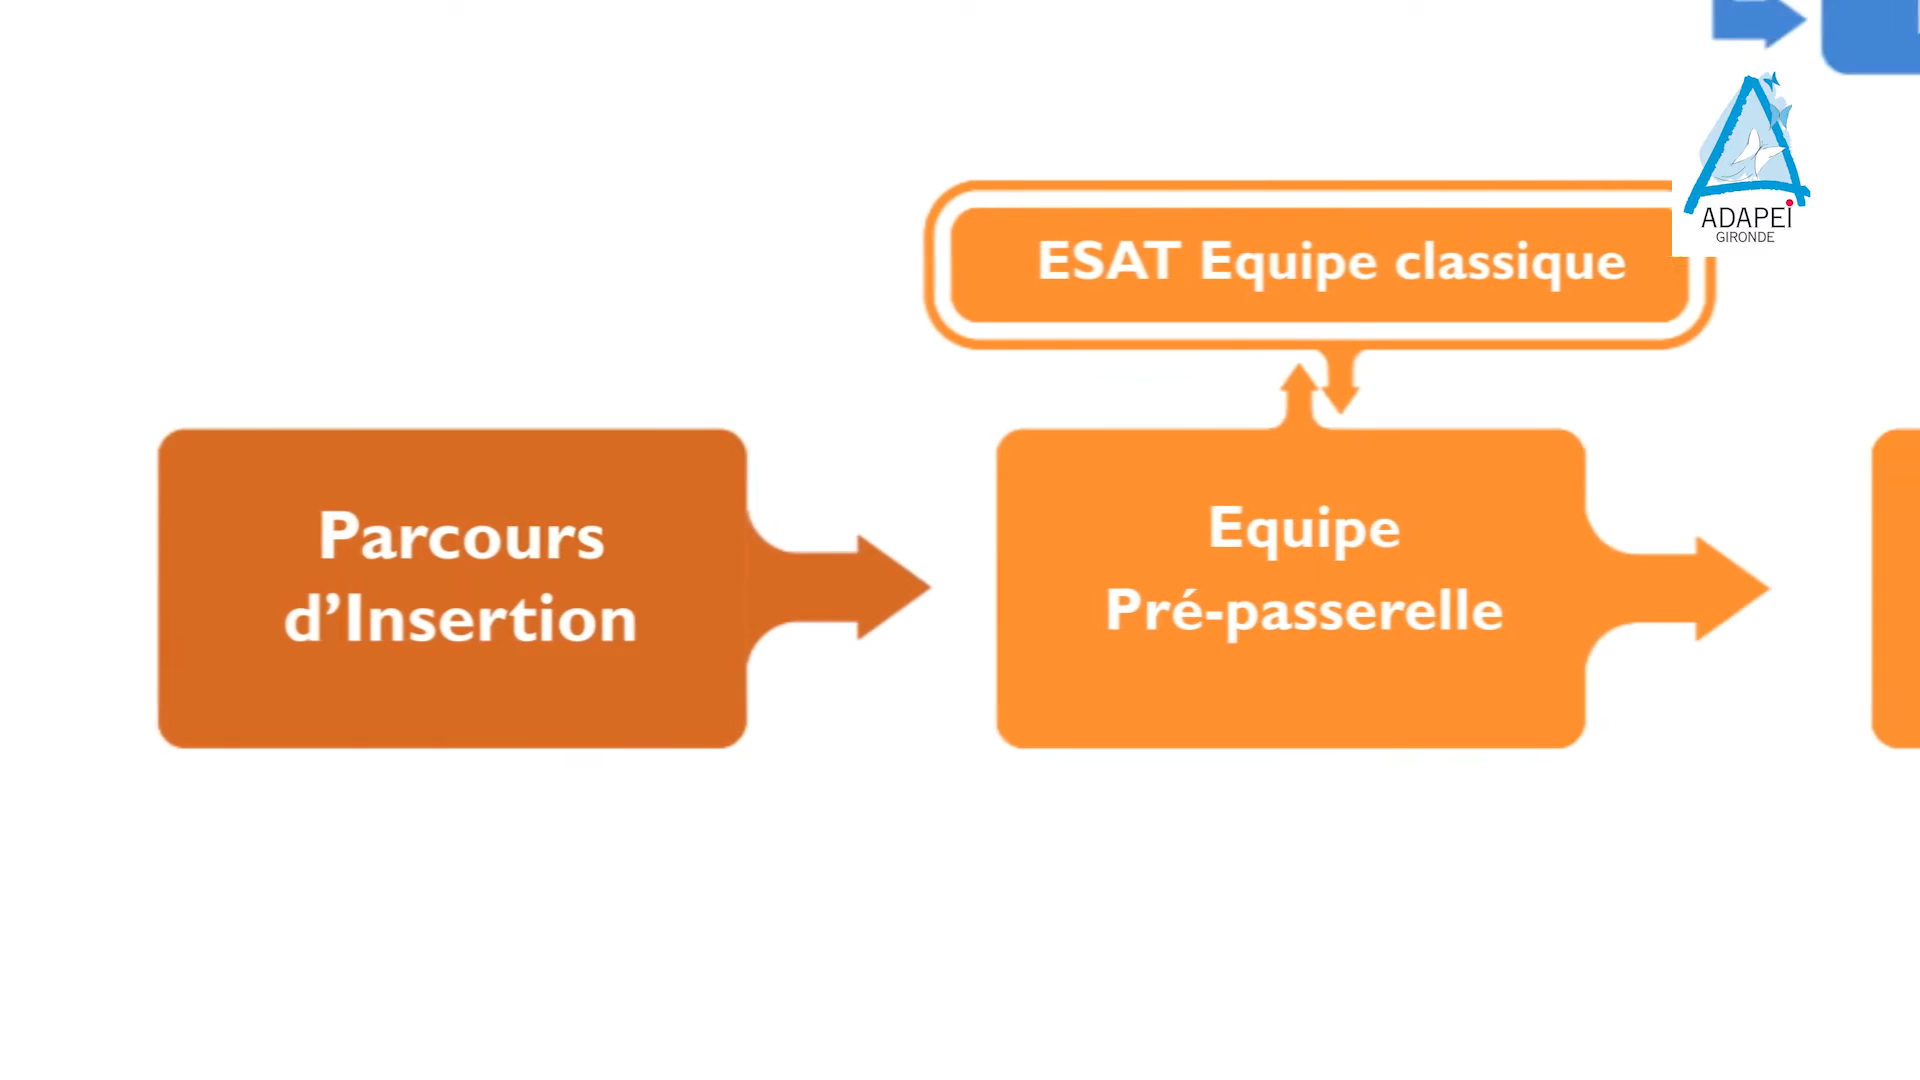 ADAPEI
GIRONDE
ESAT Equipe classique
Parcours
d’Insertion
Equipe
Pré-passerelle